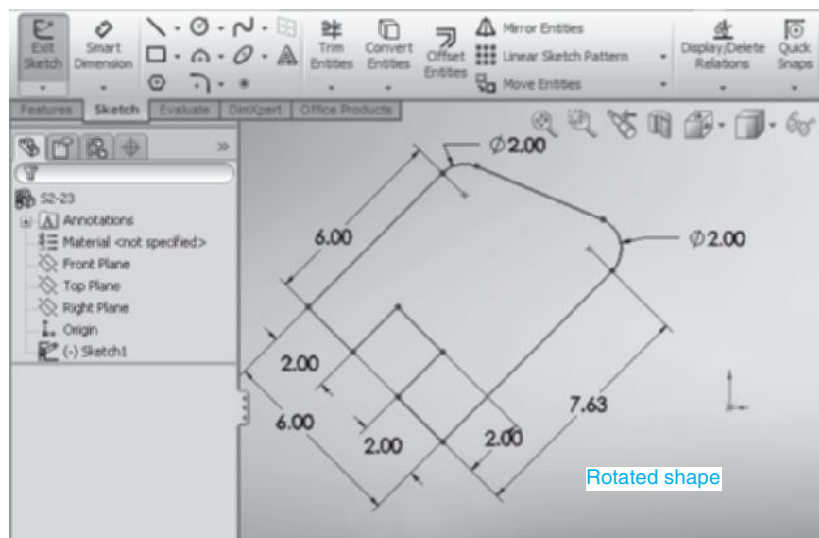 Exit Sketch
Smart Dimension
Trim Entities
Convert Entities
Offset Entities
Mirror Entities
Linear Sketch Pattern
Move Entities
Display/Delete Relations
Quick Snaps
Features Sketch Evaluate DimXpert Office Products
S2-23
Annotations
Material <not specified>
Front Plane
Top Plane
Right Plane
Origin
(-) Sketch1
∅2.00
6.00
∅2.00
2.00
6.00
2.00
2.00
7.63
Rotated shape